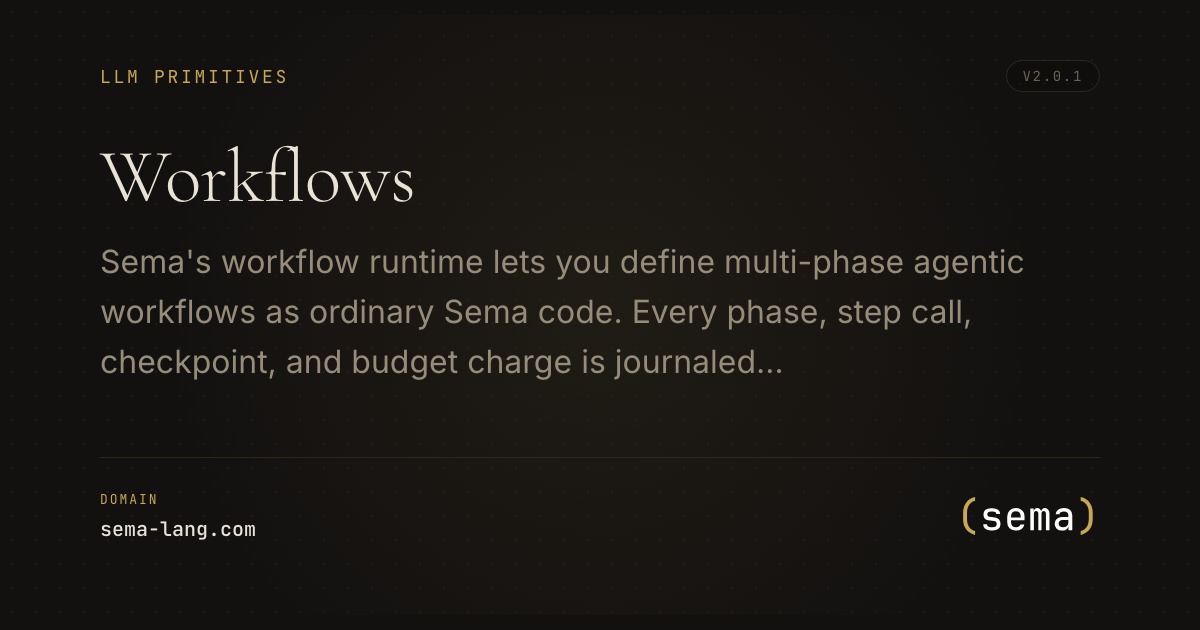 LLM PRIMITIVES
V2.0.1
Workflows
Sema's workflow runtime lets you define multi-phase agentic
workflows as ordinary Sema code. Every phase, step call,
checkpoint, and budget charge is journaled...
DOMAIN
sema-lang.com
(sema)